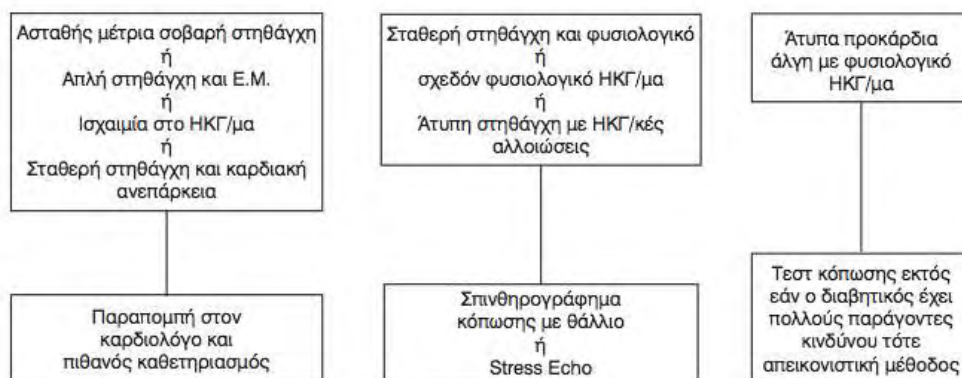 Ασταθής μέτρια σοβαρή στηθάγχη
ή
Απλή στηθάγχη και Ε.Μ.
ή
Ισχαιμία στο ΗΚΓ/μα
ή
Σταθερή στηθάγχη και καρδιακή
ανεπάρκεια
Παραπομπή στον
καρδιολόγο και
πιθανός καθετηριασμός
Σταθερή στηθάγχη και φυσιολογικό
ή
σχεδόν φυσιολογικό ΗΚΓ/μα
ή
Άτυπη στηθάγχη με ΗΚΓ/κές
αλλοιώσεις
Σπινθηρογράφημα
κόπωσης με θάλλιο
ή
Stress Echo
Άτυπα προκάρδια
άλγη με φυσιολογικό
ΗΚΓ/μα
Τεστ κόπωσης εκτός
εάν ο διαβητικός έχει
πολλούς παράγοντες
κινδύνου τότε
απεικονιστική μέθοδος